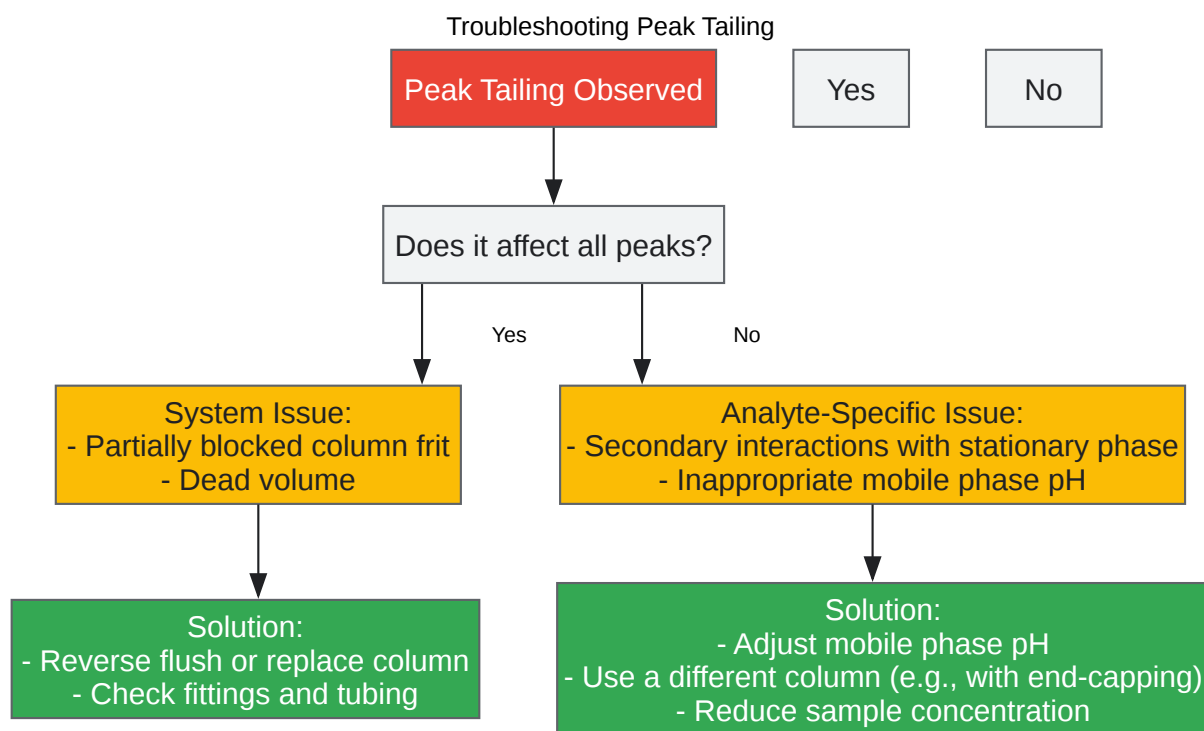 Troubleshooting Peak Tailing
Peak Tailing Observed
Yes
No
Does it affect all peaks?
Yes
No
System Issue:
- Partially blocked column frit
- Dead volume
Analyte-Specific Issue:
- Secondary interactions with stationary phase
- Inappropriate mobile phase pH
Solution:
- Reverse flush or replace column
- Check fittings and tubing
Solution:
- Adjust mobile phase pH
- Use a different column (e.g., with end-capping)
- Reduce sample concentration